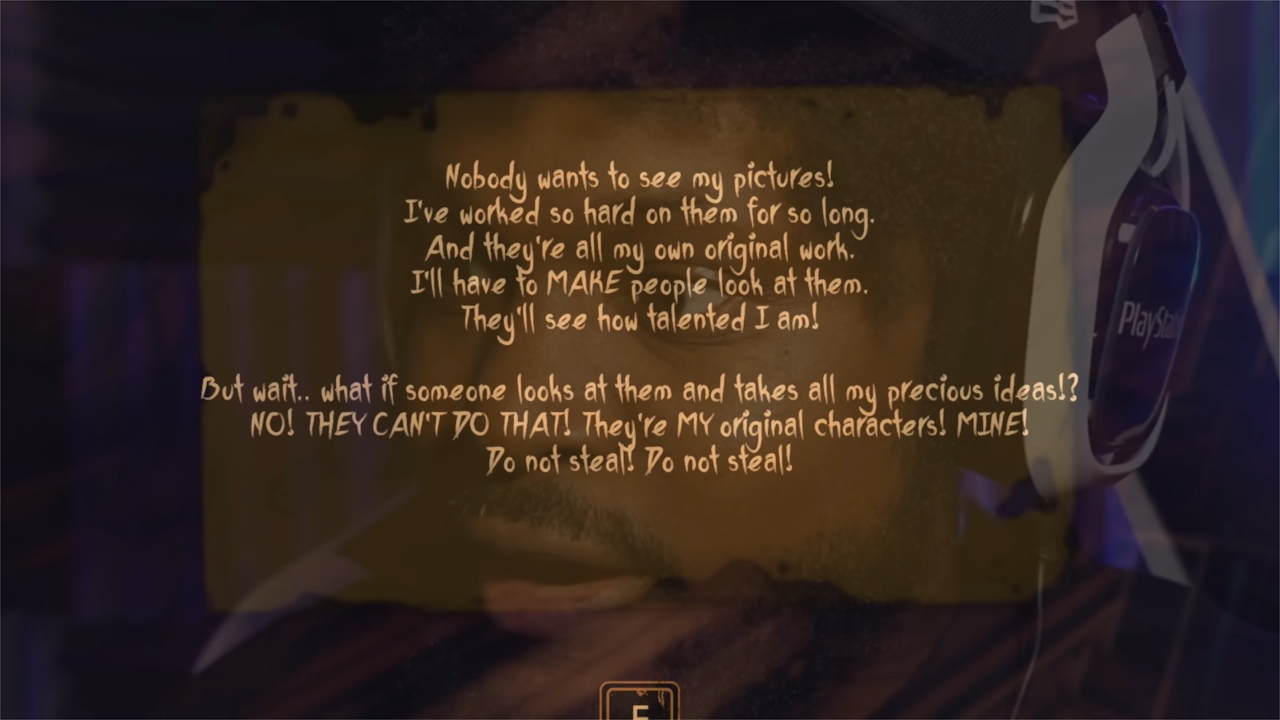 Nobody wants to see my pictures!
I've worked so hard on them for so long.
And they're all my own original work.
I'll have to MAKE people look at them.
They'll see how talented I am!
But wait.. what if someone looks at them and takes all my precious ideas!?
NO! THEY CAN'T DO THAT! They're MY original characters! MINE!
Do not steal! Do not steal!